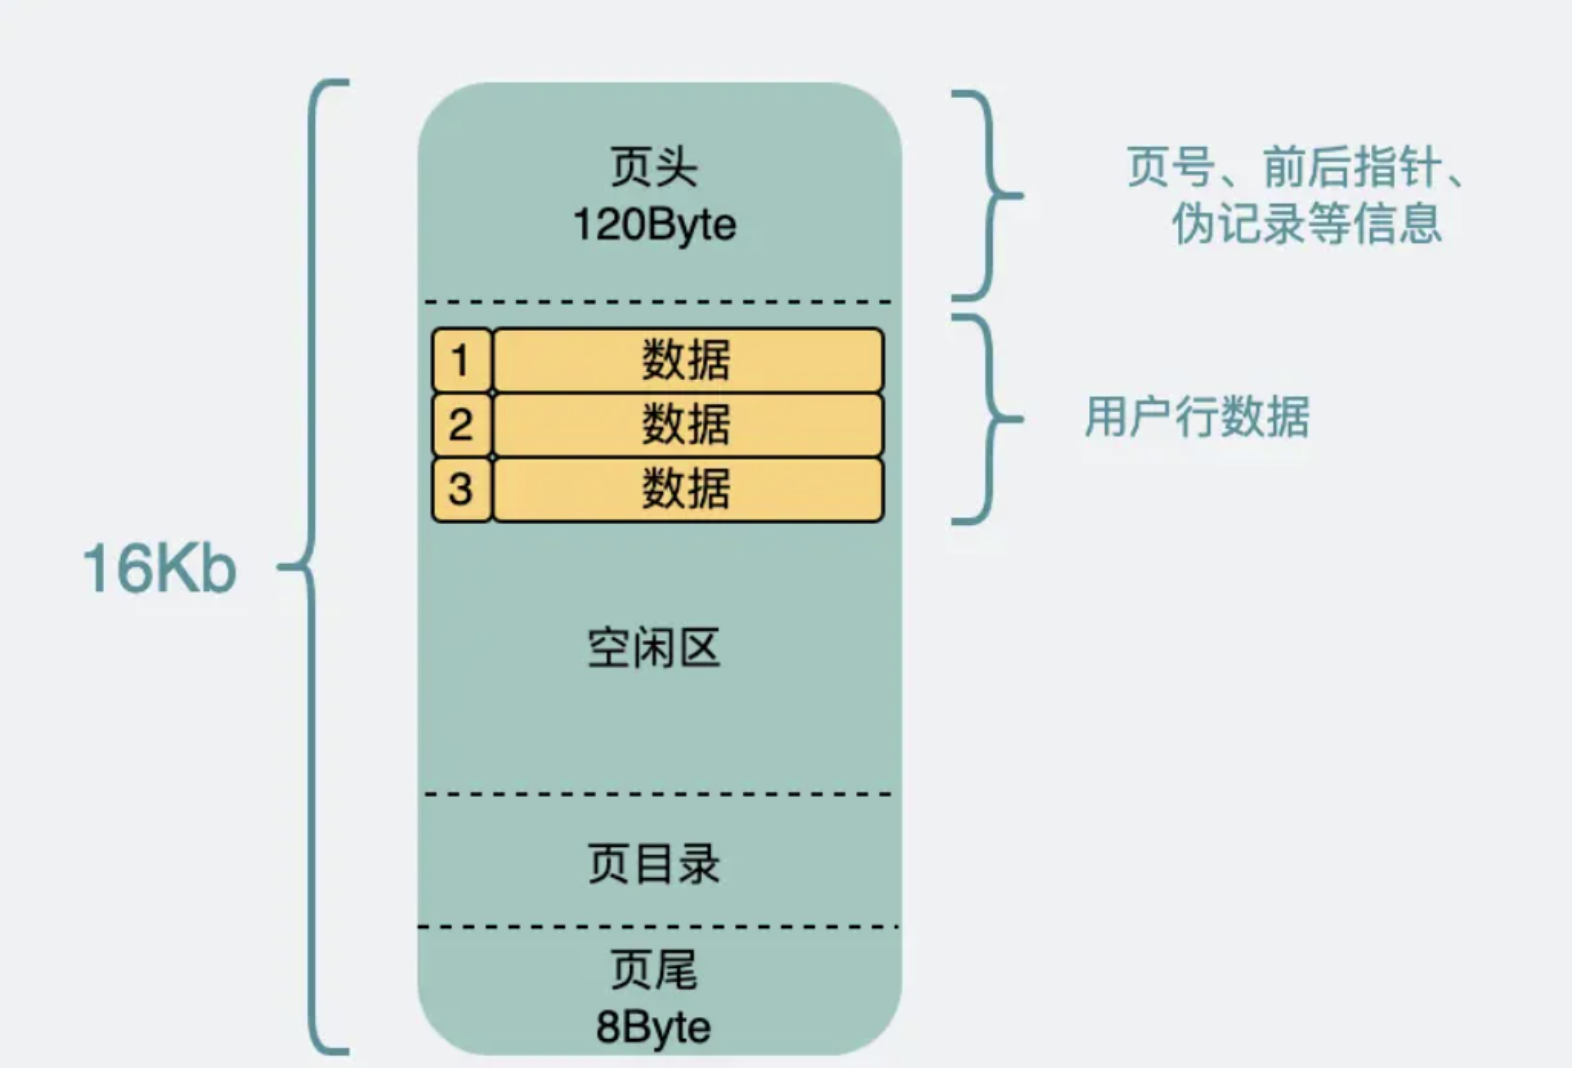 页头
120Byte
页号、前后指针、
伪记录等信息
1 数据
2 数据
3 数据
用户行数据
16Kb
空闲区
页目录
页尾
8Byte